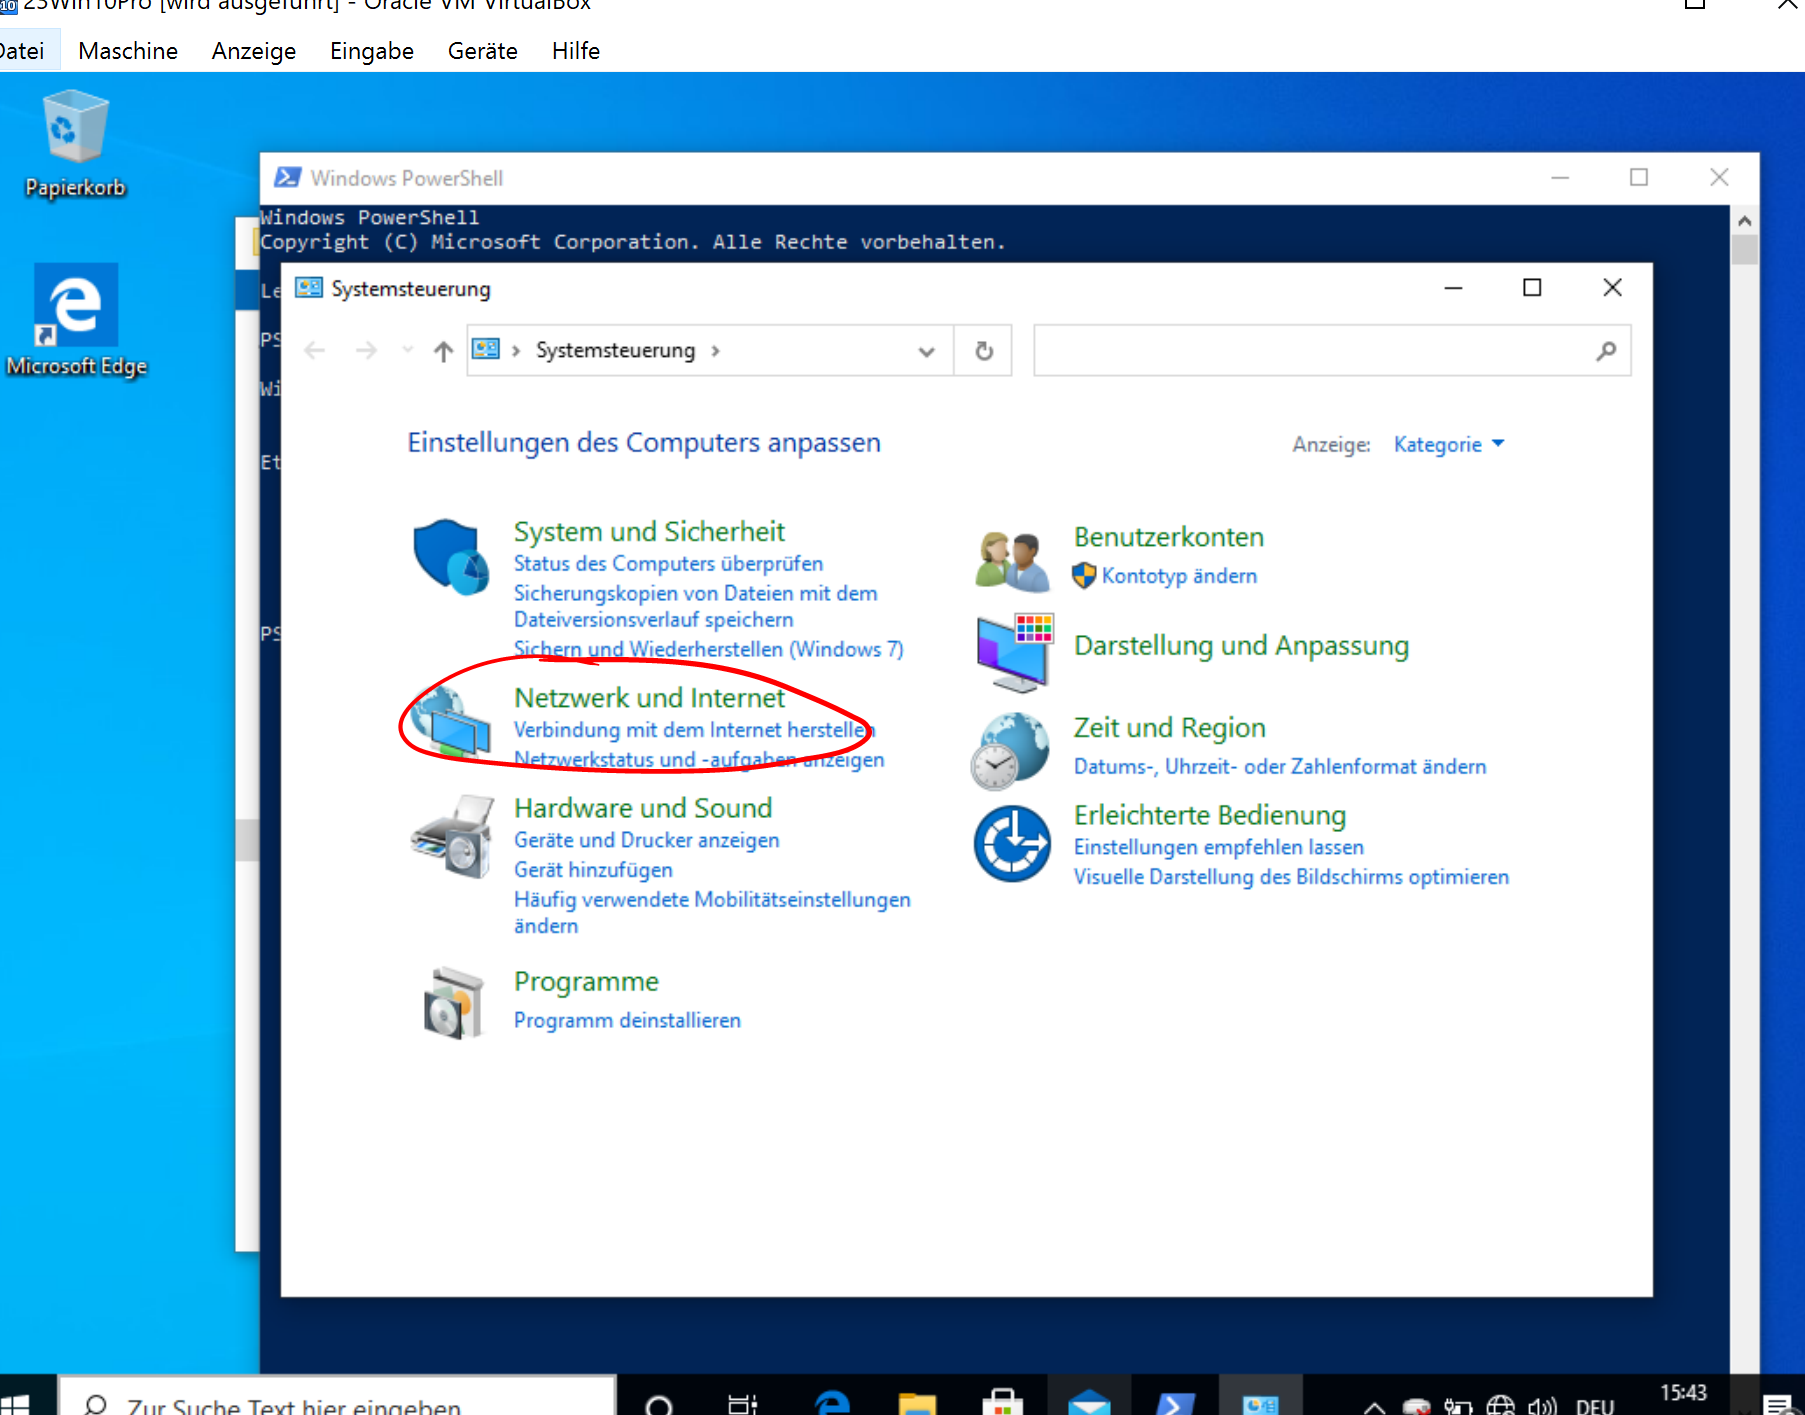 23Win10Pro [wird ausgeführt] - Oracle VM VirtualBox
Datei Maschine Anzeige Eingabe Geräte Hilfe
Papierkorb
Microsoft Edge
Windows PowerShell
Windows PowerShell
Copyright (C) Microsoft Corporation. Alle Rechte vorbehalten.
Le
PS
Wi
Et
PS
Systemsteuerung
Systemsteuerung
Einstellungen des Computers anpassen
Anzeige: Kategorie
System und Sicherheit
Status des Computers überprüfen
Sicherungskopien von Dateien mit dem
Dateiversionsverlauf speichern
Sichern und Wiederherstellen (Windows 7)
Netzwerk und Internet
Verbindung mit dem Internet herstellen
Netzwerkstatus und -aufgaben anzeigen
Hardware und Sound
Geräte und Drucker anzeigen
Gerät hinzufügen
Häufig verwendete Mobilitätseinstellungen
ändern
Programme
Programm deinstallieren
Benutzerkonten
Kontotyp ändern
Darstellung und Anpassung
Zeit und Region
Datums-, Uhrzeit- oder Zahlenformat ändern
Erleichterte Bedienung
Einstellungen empfehlen lassen
Visuelle Darstellung des Bildschirms optimieren
Zur Suche Text hier eingeben
DEU
15:43